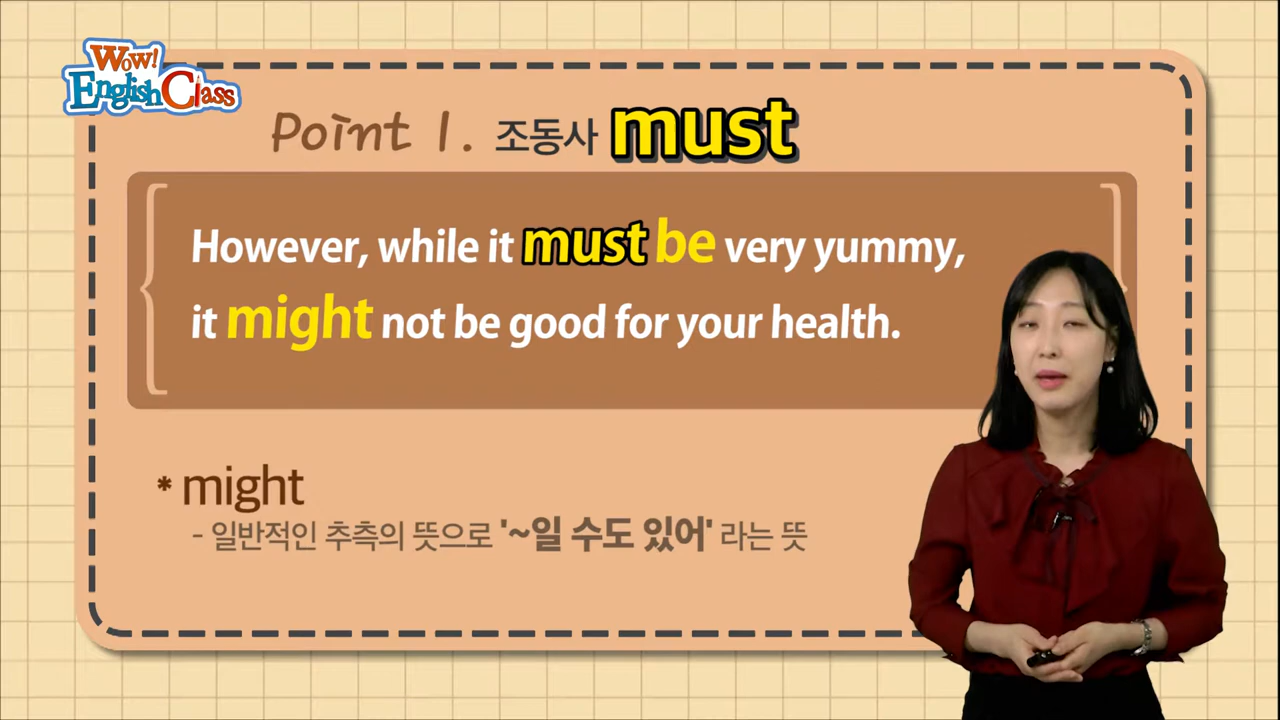 Wow!
English Class
Point 1. 조동사 must
However, while it must be very yummy,
it might not be good for your health.
* might
- 일반적인 추측의 뜻으로 '~일 수도 있어' 라는 뜻